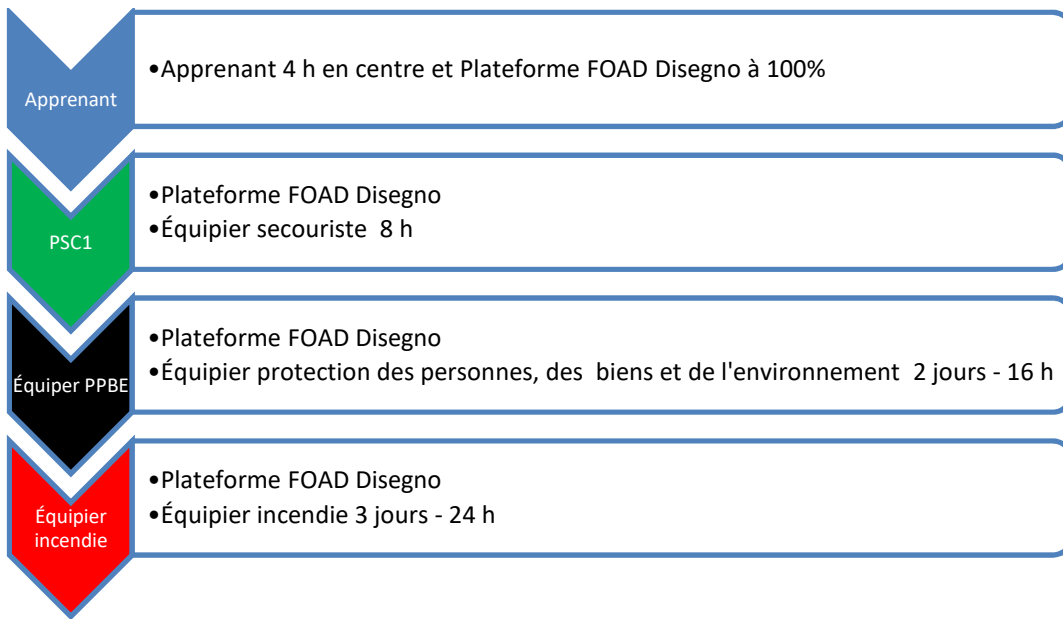 Apprenant
•Apprenant 4 h en centre et Plateforme FOAD Disegno à 100%
PSC1
•Plateforme FOAD Disegno
•Équipier secouriste  8 h
Équiper PPBE
•Plateforme FOAD Disegno
•Équipier protection des personnes, des  biens et de l'environnement  2 jours - 16 h
Équipier
incendie
•Plateforme FOAD Disegno
•Équipier incendie 3 jours - 24 h